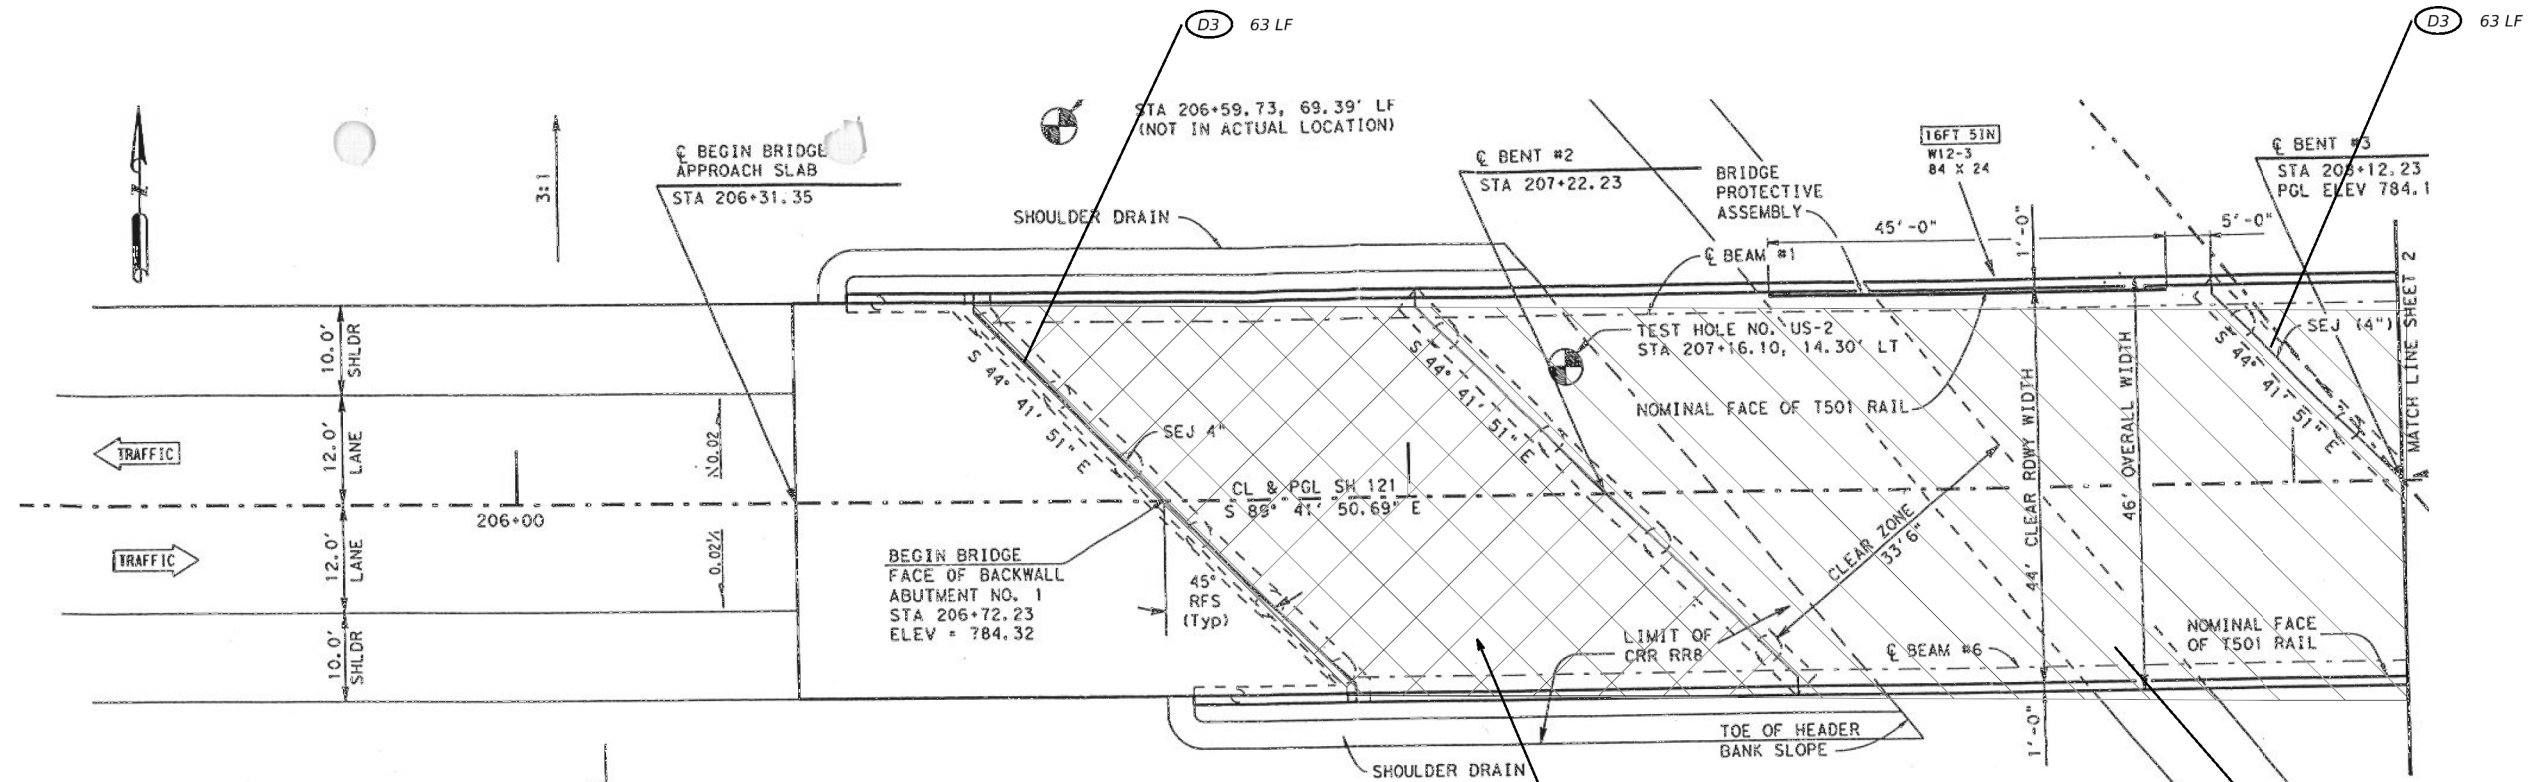 D3 63 LF
D3 63 LF
STA 206+59.73, 69.39' LF
(NOT IN ACTUAL LOCATION)
16FT 5IN
W12-3
84 X 24
℄ BEGIN BRIDGE
APPROACH SLAB
STA 206+31.35
℄ BENT #2
STA 207+22.23
℄ BENT #3
STA 208+12.23
PGL ELEV 784.1
BRIDGE
PROTECTIVE
ASSEMBLY
N
3:1
SHOULDER DRAIN
45'-0"
1'-0"
5'-0"
℄ BEAM #1
MATCH LINE SHEET 2
TEST HOLE NO. US-2
STA 207+16.10, 14.30' LT
SEJ (4")
10.0'
SHLDR
S 44° 41' 51" E
S 44° 41' 51" E
S 44° 41' 51" E
NOMINAL FACE OF T501 RAIL
SEJ 4"
TRAFFIC
12.0'
LANE
0.02
CL & PGL SH 121
S 89° 41' 50.69" E
44' CLEAR RDWY WIDTH
46' OVERALL WIDTH
206+00
TRAFFIC
12.0'
LANE
BEGIN BRIDGE
FACE OF BACKWALL
ABUTMENT NO. 1
STA 206+72.23
ELEV = 784.32
45°
RFS
(Typ)
CLEAR ZONE
33'6"
10.0'
SHLDR
LIMIT OF
CRR RR8
℄ BEAM #6
NOMINAL FACE
OF T501 RAIL
TOE OF HEADER
BANK SLOPE
1'-0"
SHOULDER DRAIN